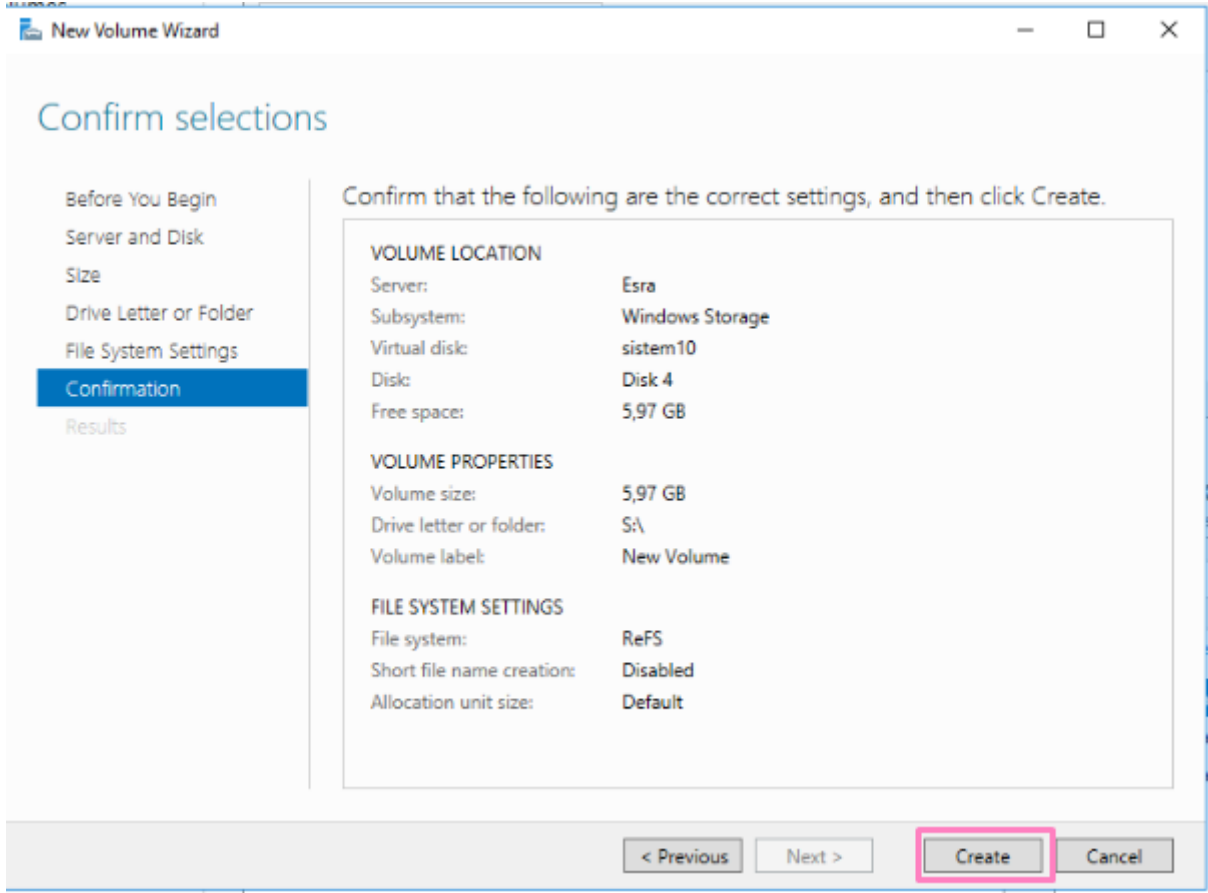 New Volume Wizard
Confirm selections
Before You Begin
Server and Disk
Size
Drive Letter or Folder
File System Settings
Confirmation
Results
Confirm that the following are the correct settings, and then click Create.
VOLUME LOCATION
Server: Esra
Subsystem: Windows Storage
Virtual disk: sistem10
Disk: Disk 4
Free space: 5,97 GB
VOLUME PROPERTIES
Volume size: 5,97 GB
Drive letter or folder: S:\
Volume label: New Volume
FILE SYSTEM SETTINGS
File system: ReFS
Short file name creation: Disabled
Allocation unit size: Default
< Previous Next > Create Cancel